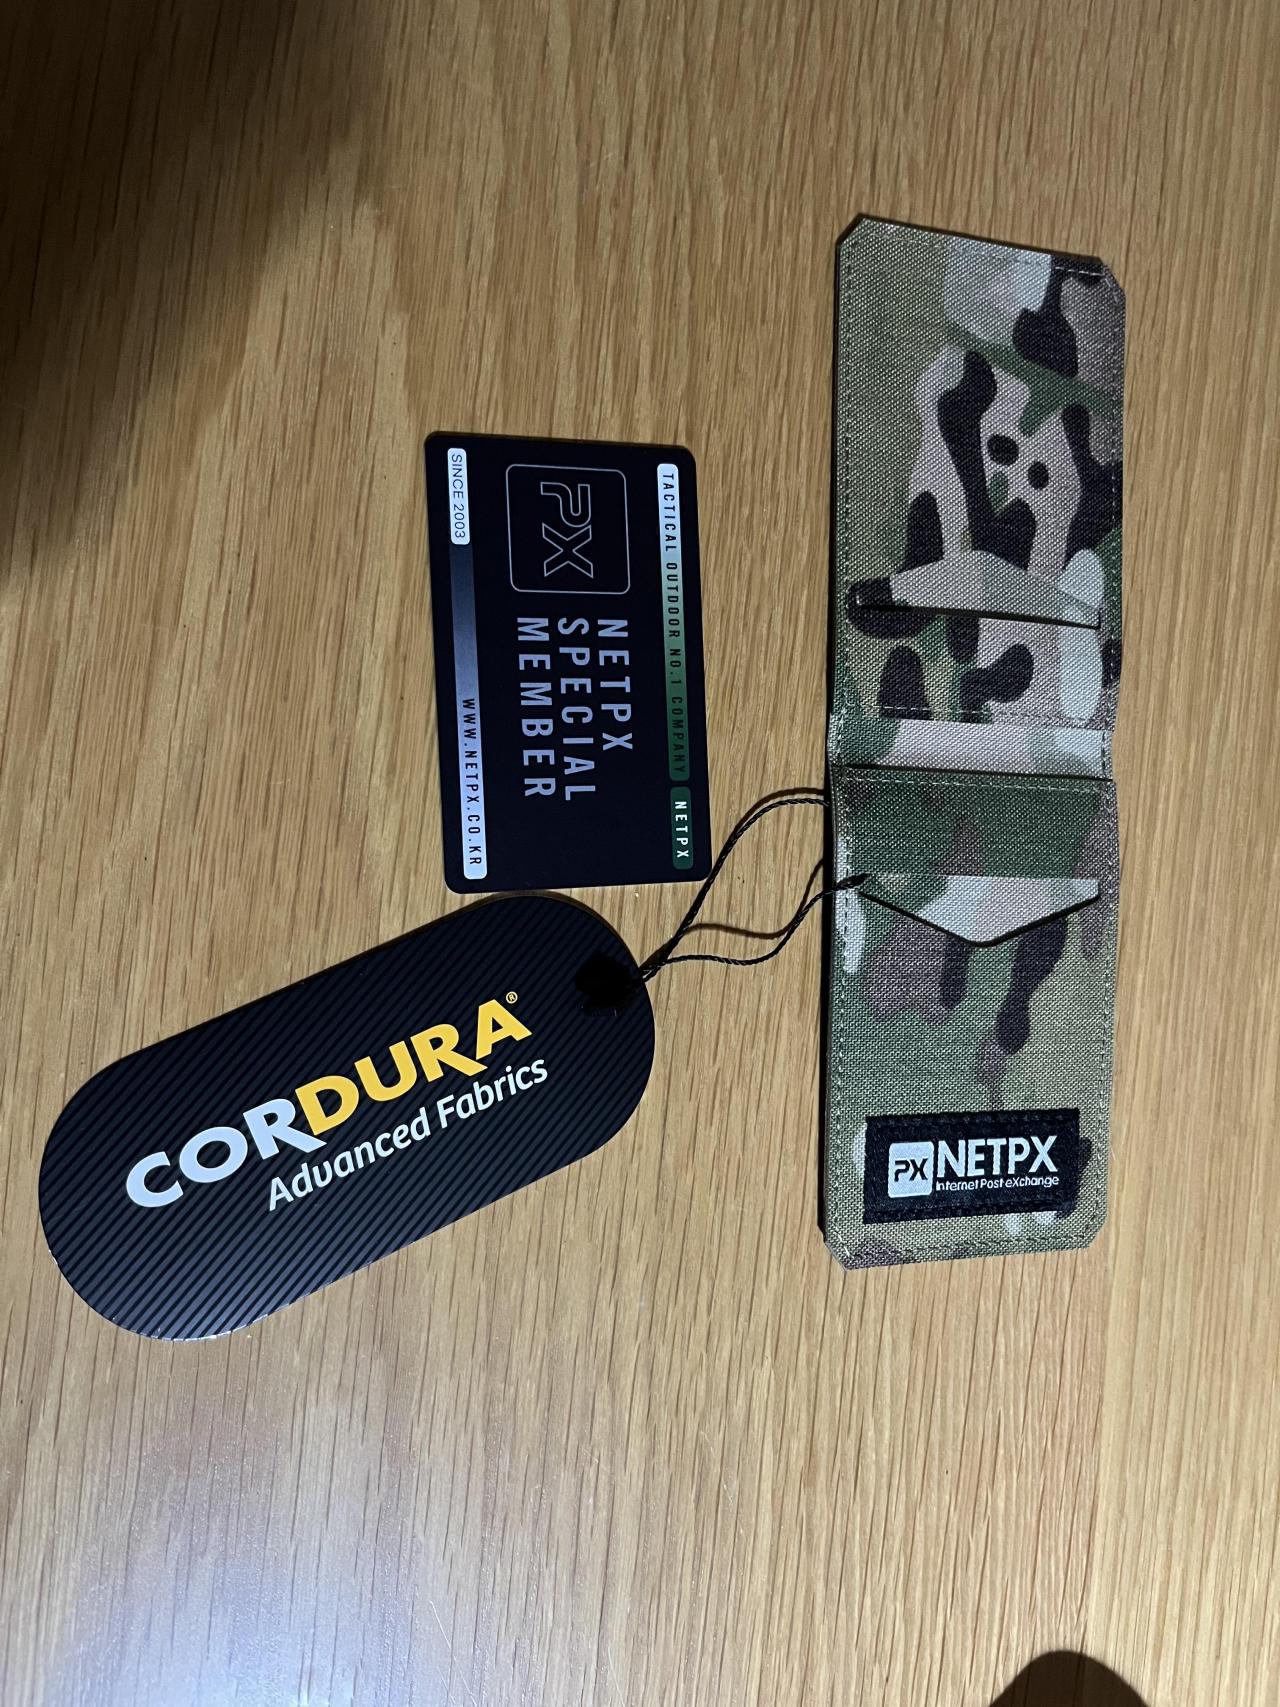 TACTICAL OUTDOOR NO.1 COMPANY
NETPX
PX
NETPX
SPECIAL
MEMBER
SINCE 2003
WWW.NETPX.CO.KR
CORDURA®
Advanced Fabrics
PX NETPX
Internet Post eXchange